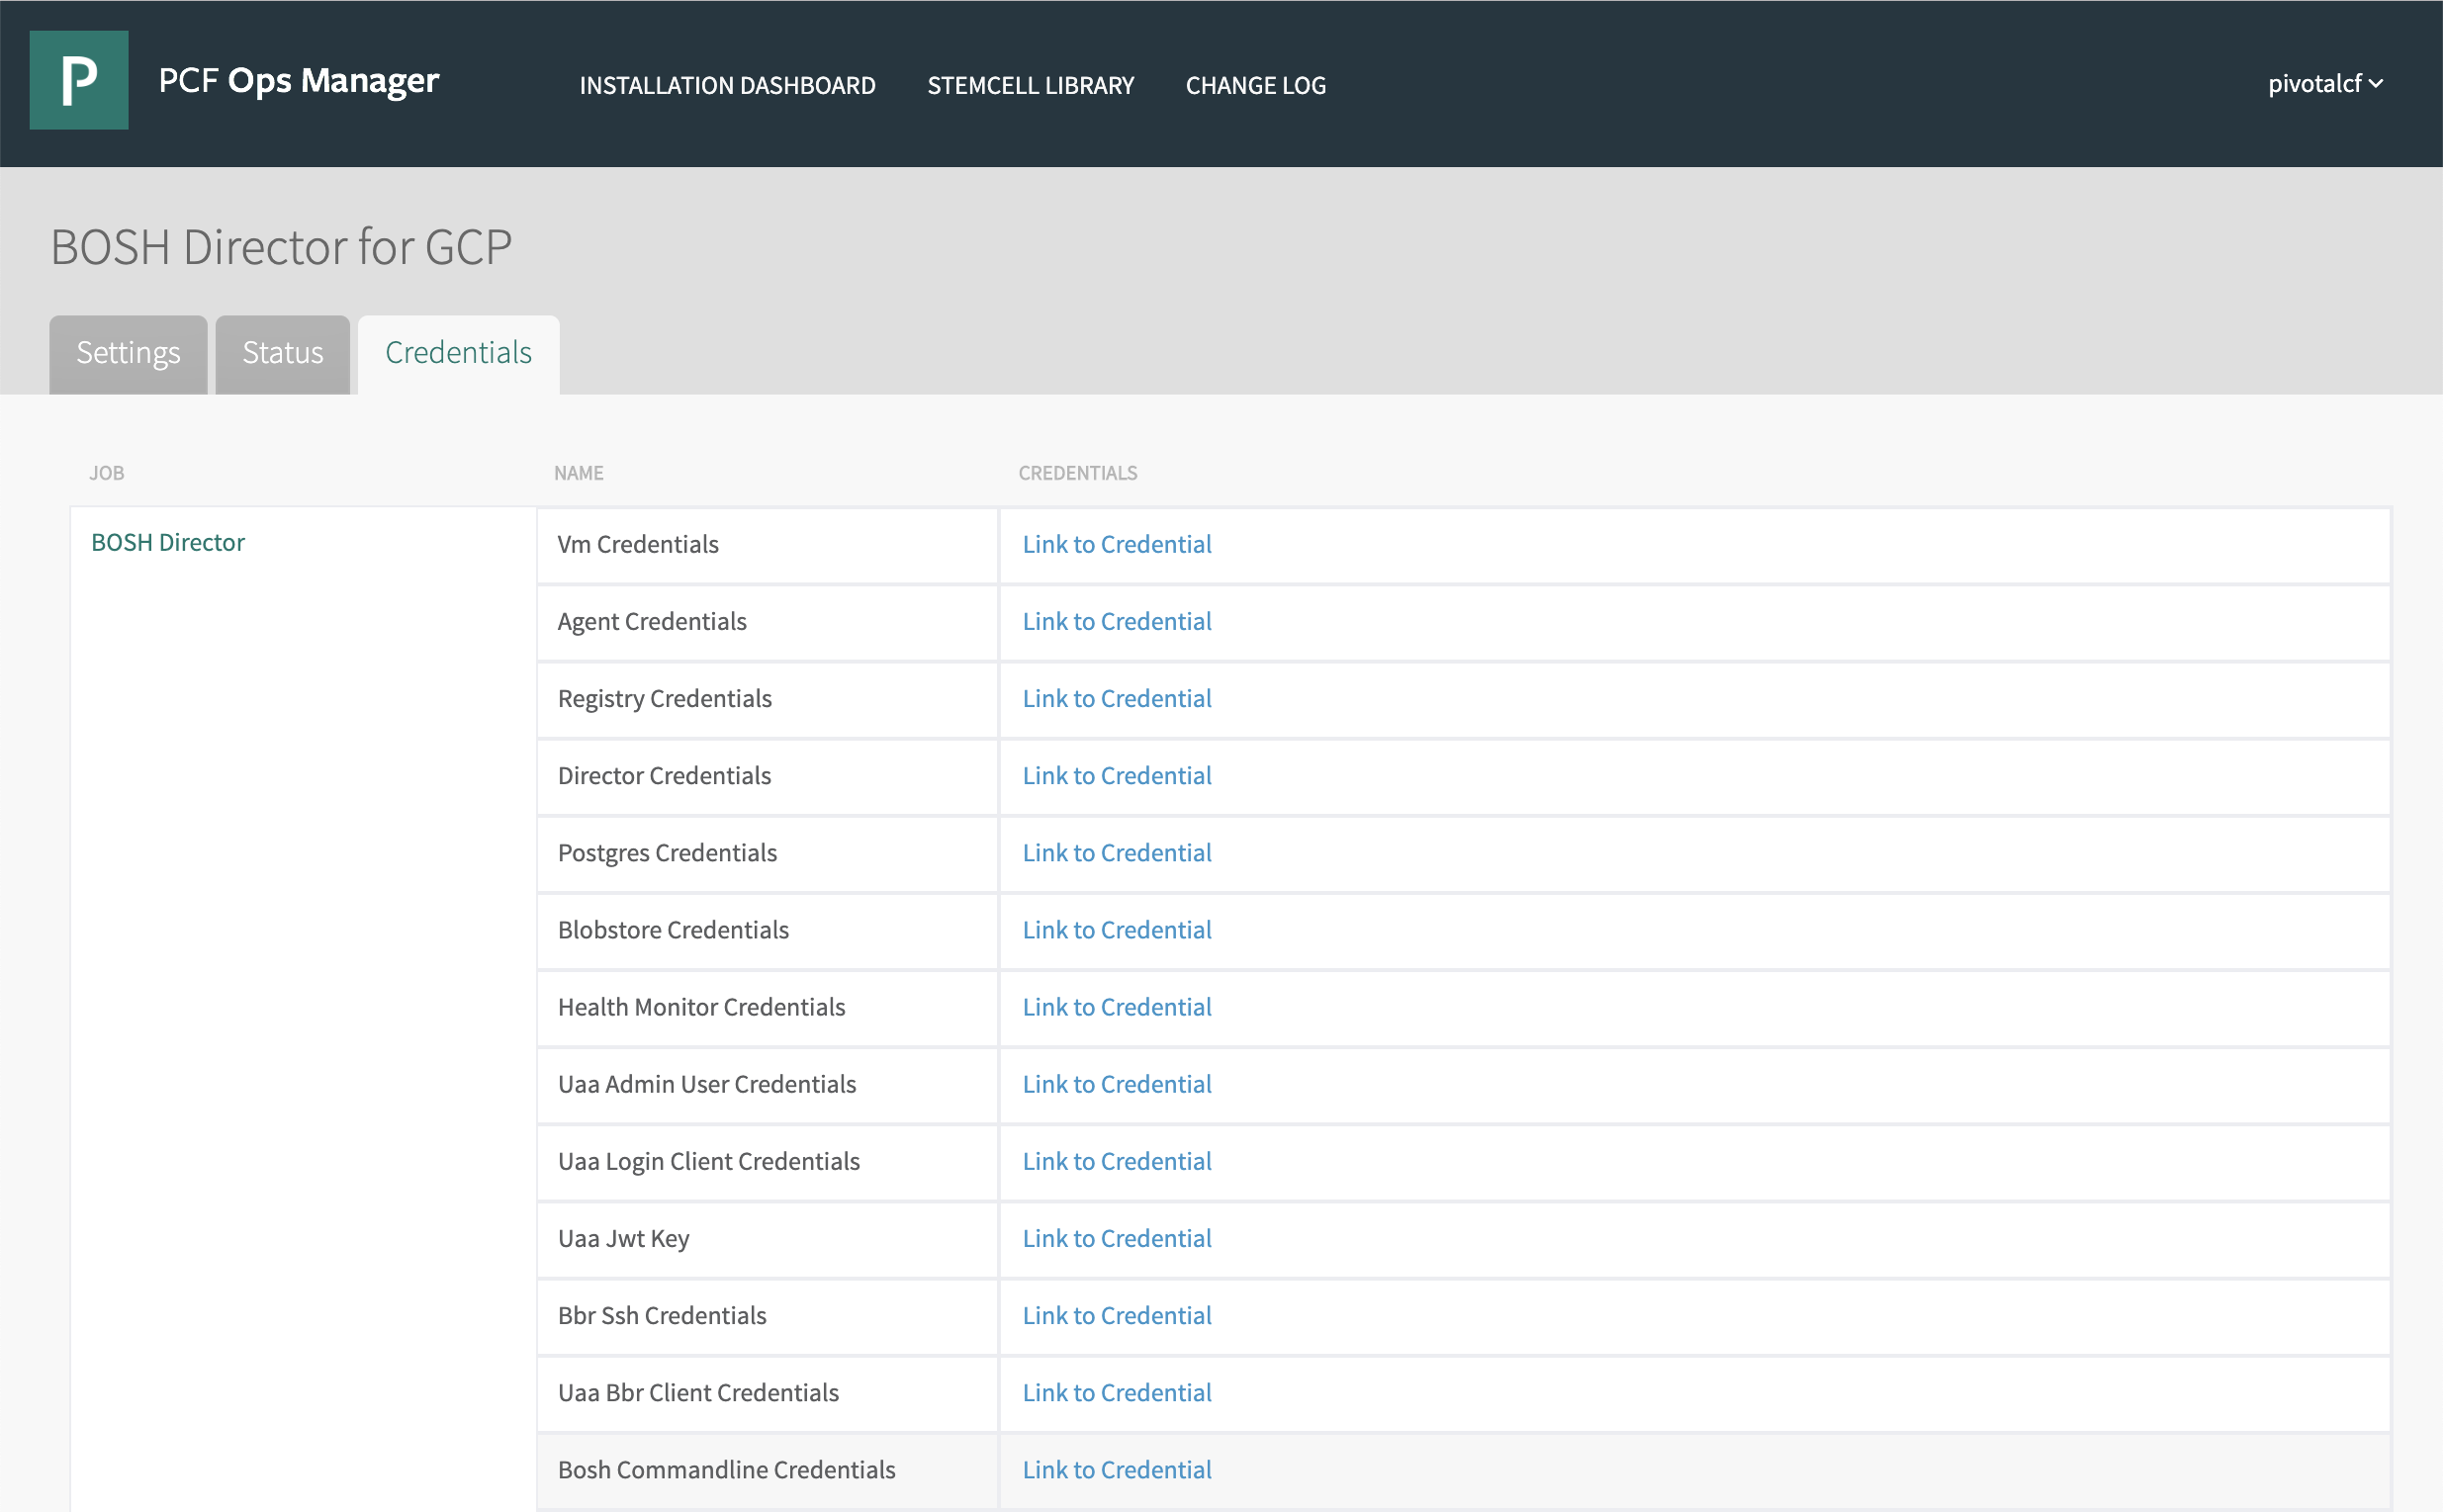 P
PCF Ops Manager
INSTALLATION DASHBOARD STEMCELL LIBRARY CHANGE LOG
pivotalcf
BOSH Director for GCP
Settings Status Credentials
JOB NAME CREDENTIALS
BOSH Director Vm Credentials Link to Credential
Agent Credentials Link to Credential
Registry Credentials Link to Credential
Director Credentials Link to Credential
Postgres Credentials Link to Credential
Blobstore Credentials Link to Credential
Health Monitor Credentials Link to Credential
Uaa Admin User Credentials Link to Credential
Uaa Login Client Credentials Link to Credential
Uaa Jwt Key Link to Credential
Bbr Ssh Credentials Link to Credential
Uaa Bbr Client Credentials Link to Credential
Bosh Commandline Credentials Link to Credential